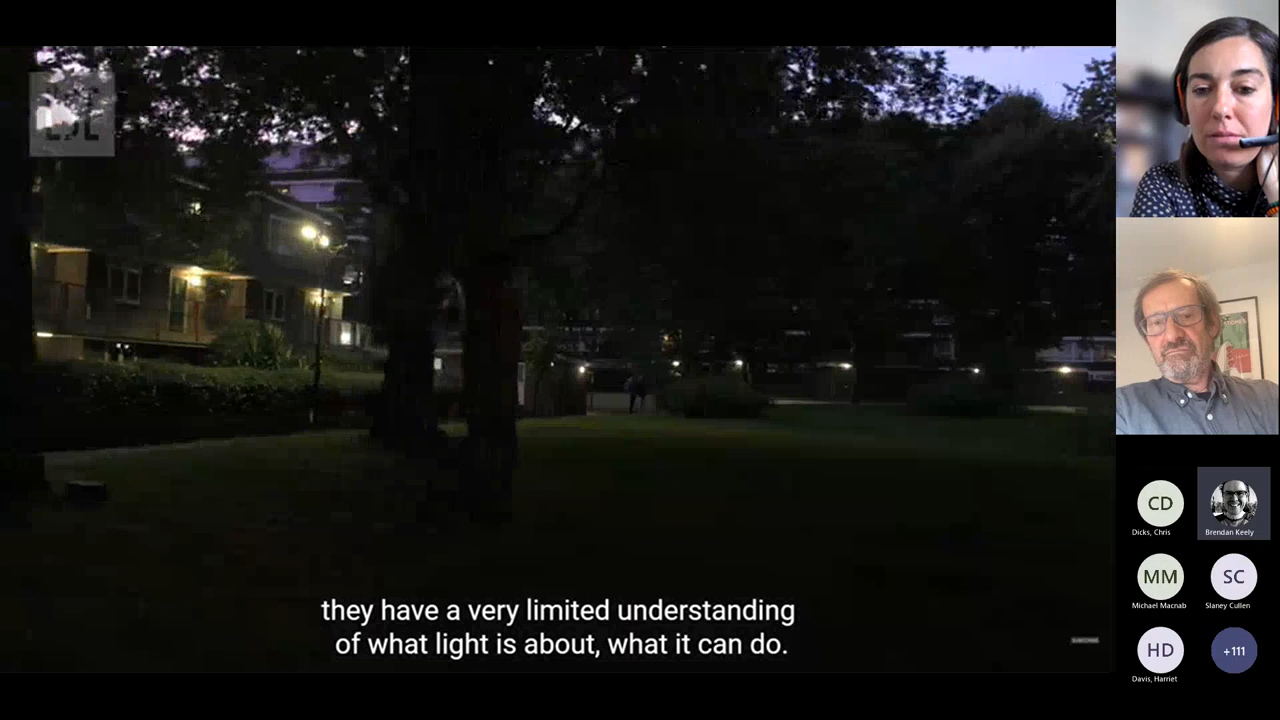 they have a very limited understanding
of what light is about, what it can do.
SUBSCRIBE
CD
Dicks, Chris
Brendan Keely
MM
Michael Macnab
SC
Slaney Cullen
HD
Davis, Harriet
+111